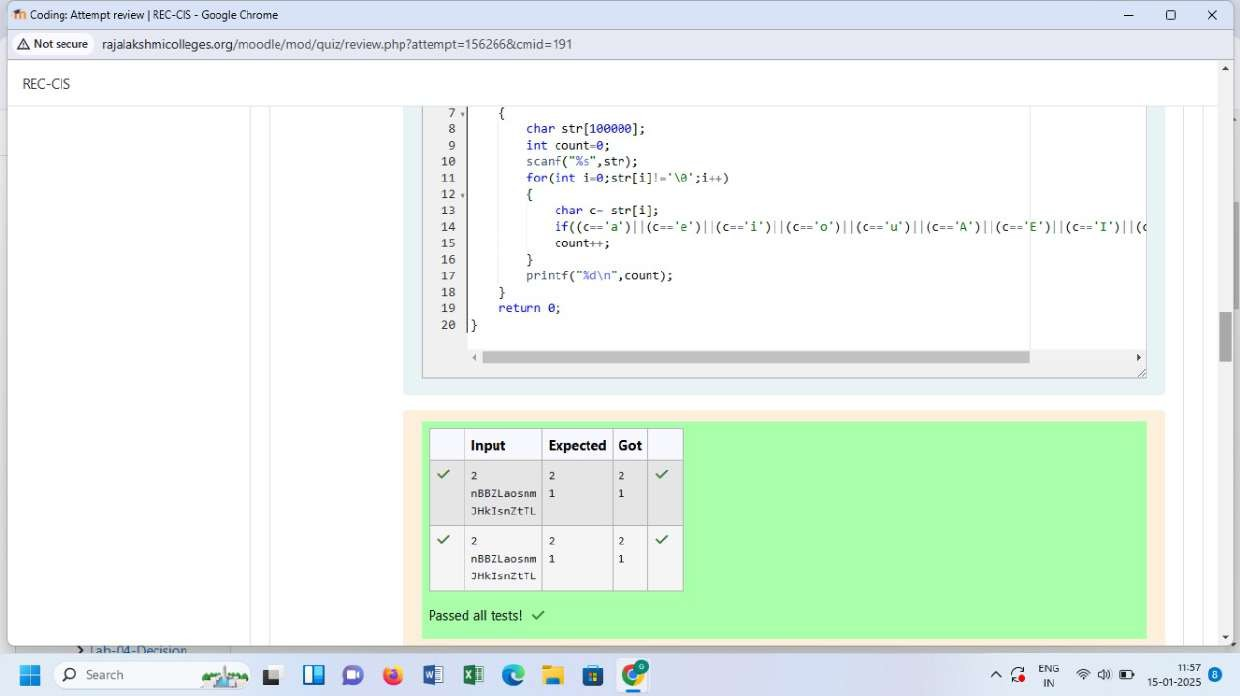 Coding: Attempt review | REC-CIS - Google Chrome
Not secure rajalakshmicolleges.org/moodle/mod/quiz/review.php?attempt=156266&cmid=191
REC-CIS
7 {
8 char str[100000];
9 int count=0;
10 scanf("%s",str);
11 for(int i=0;str[i]!='\0';i++)
12 {
13 char c= str[i];
14 if((c=='a')||(c=='e')||(c=='i')||(c=='o')||(c=='u')||(c=='A')||(c=='E')||(c=='I')||(c
15 count++;
16 }
17 printf("%d\n",count);
18 }
19 return 0;
20 }
Input Expected Got
2 2 2
nBBZLaosnm 1 1
JHkIsnZtTL
2 2 2
nBBZLaosnm 1 1
JHkIsnZtTL
Passed all tests!
Lab-04-Decision
Search
ENG
IN
11:57
15-01-2025
8